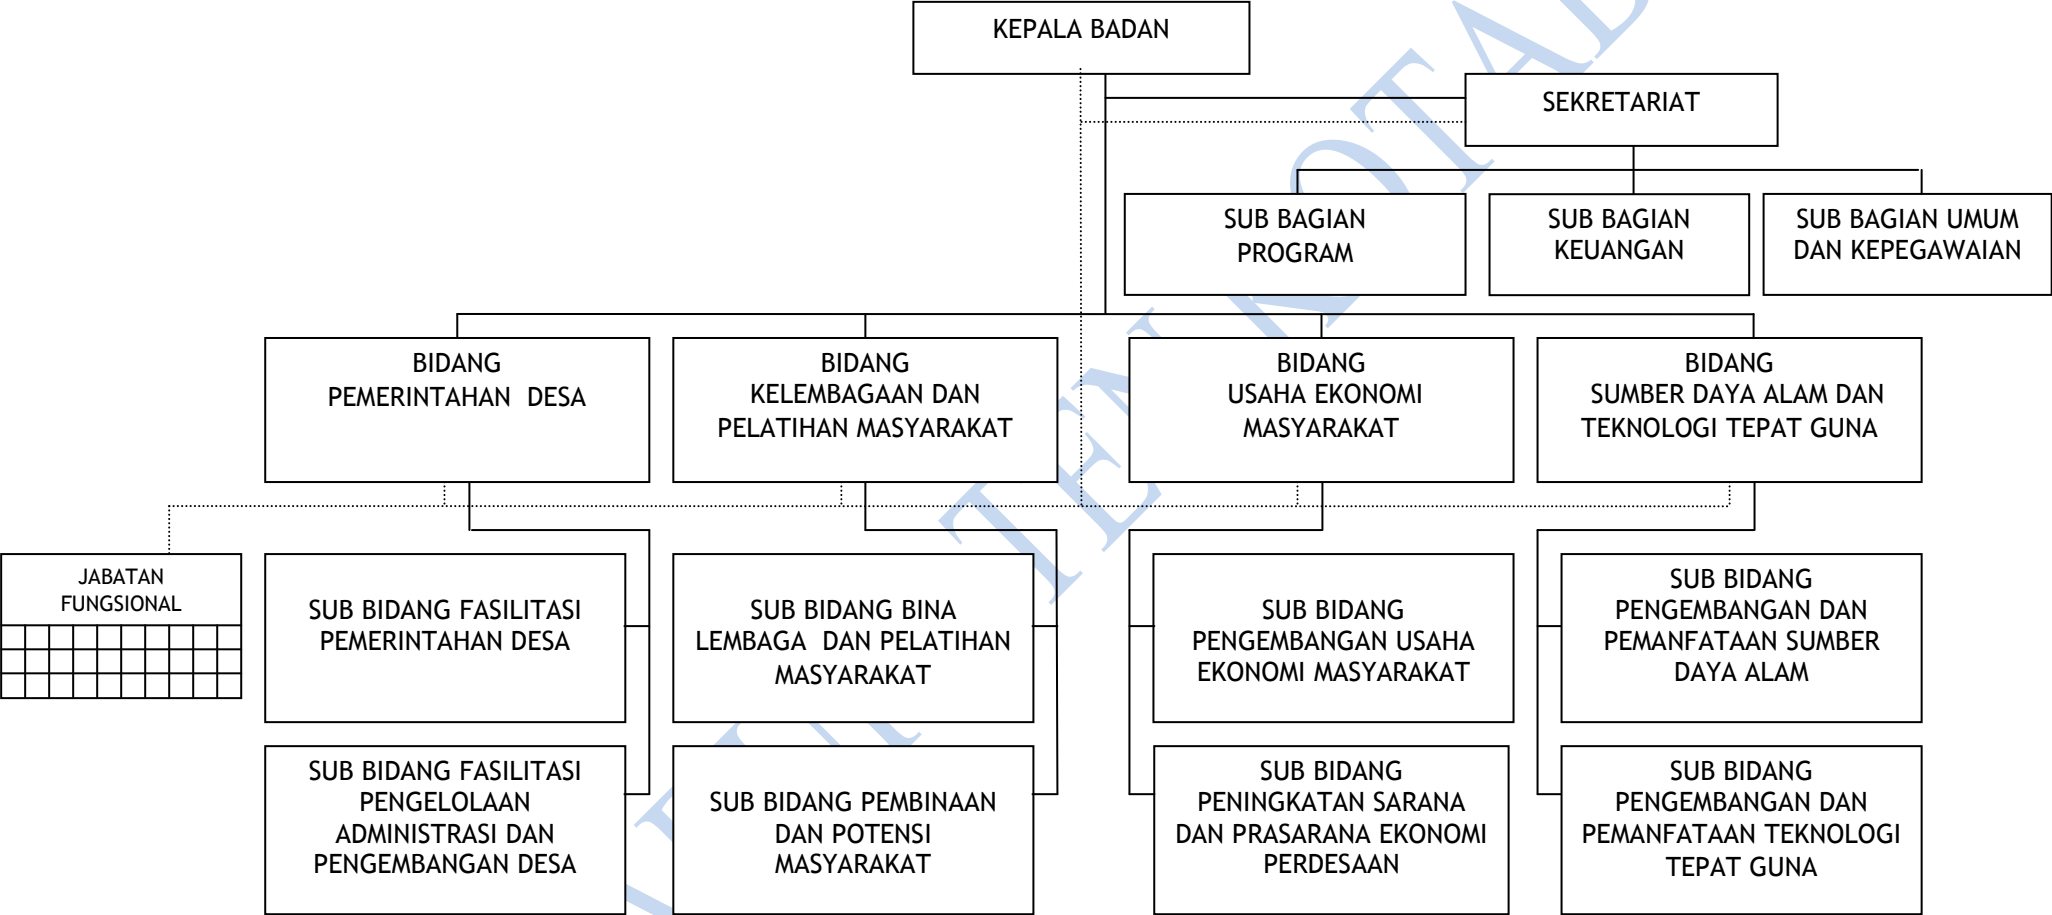 KEPALA BADAN
SEKRETARIAT
SUB BAGIAN
PROGRAM
SUB BAGIAN
KEUANGAN
SUB BAGIAN UMUM
DAN KEPEGAWAIAN
BIDANG
PEMERINTAHAN DESA
BIDANG
KELEMBAGAAN DAN
PELATIHAN MASYARAKAT
BIDANG
USAHA EKONOMI
MASYARAKAT
BIDANG
SUMBER DAYA ALAM DAN
TEKNOLOGI TEPAT GUNA
JABATAN
FUNGSIONAL
SUB BIDANG FASILITASI
PEMERINTAHAN DESA
SUB BIDANG BINA
LEMBAGA DAN PELATIHAN
MASYARAKAT
SUB BIDANG
PENGEMBANGAN USAHA
EKONOMI MASYARAKAT
SUB BIDANG
PENGEMBANGAN DAN
PEMANFATAAN SUMBER
DAYA ALAM
SUB BIDANG FASILITASI
PENGELOLAAN
ADMINISTRASI DAN
PENGEMBANGAN DESA
SUB BIDANG PEMBINAAN
DAN POTENSI
MASYARAKAT
SUB BIDANG
PENINGKATAN SARANA
DAN PRASARANA EKONOMI
PERDESAAN
SUB BIDANG
PENGEMBANGAN DAN
PEMANFATAAN TEKNOLOGI
TEPAT GUNA